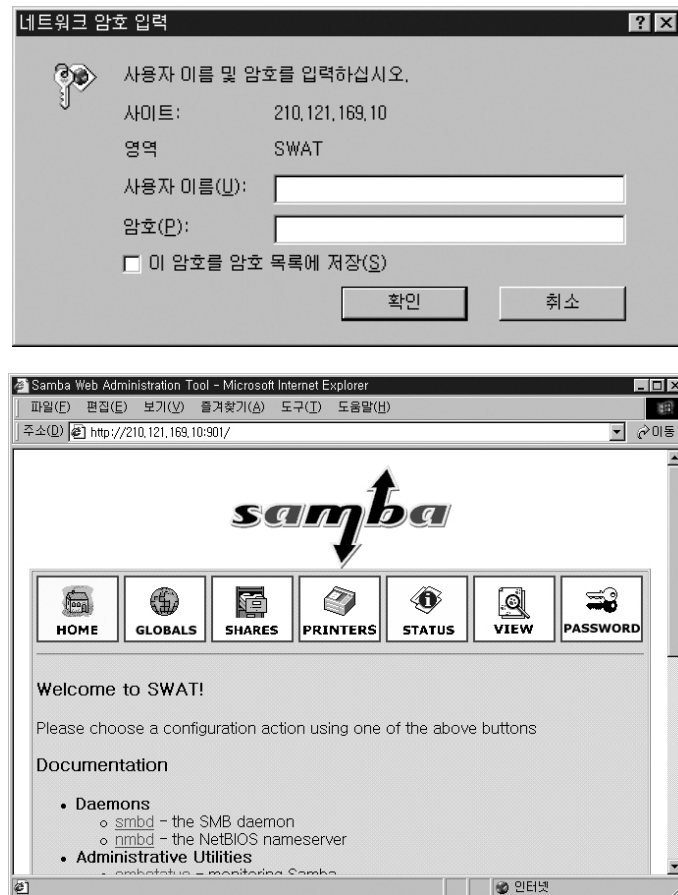 네트워크 암호 입력
사용자 이름 및 암호를 입력하십시오.
사이트: 210.121.169.10
영역 SWAT
사용자 이름(U):
암호(P):
이 암호를 암호 목록에 저장(S)
확인 취소
Samba Web Administration Tool - Microsoft Internet Explorer
파일(F) 편집(E) 보기(V) 즐겨찾기(A) 도구(T) 도움말(H)
주소(D) http://210.121.169.10:901/ 이동
samba
HOME GLOBALS SHARES PRINTERS STATUS VIEW PASSWORD
Welcome to SWAT!
Please choose a configuration action using one of the above buttons
Documentation
• Daemons
smbd - the SMB daemon
nmbd - the NetBIOS nameserver
• Administrative Utilities
smbstatus - monitoring Samba
인터넷